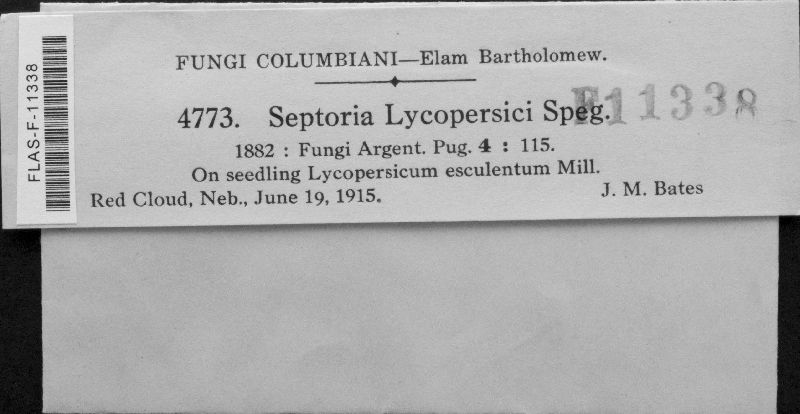 FLAS-F-11338
FUNGI COLUMBIANI—Elam Bartholomew.
4773. Septoria Lycopersici Speg.
F11338
1882 : Fungi Argent. Pug. 4 : 115.
On seedling Lycopersicum esculentum Mill.
Red Cloud, Neb., June 19, 1915. J. M. Bates